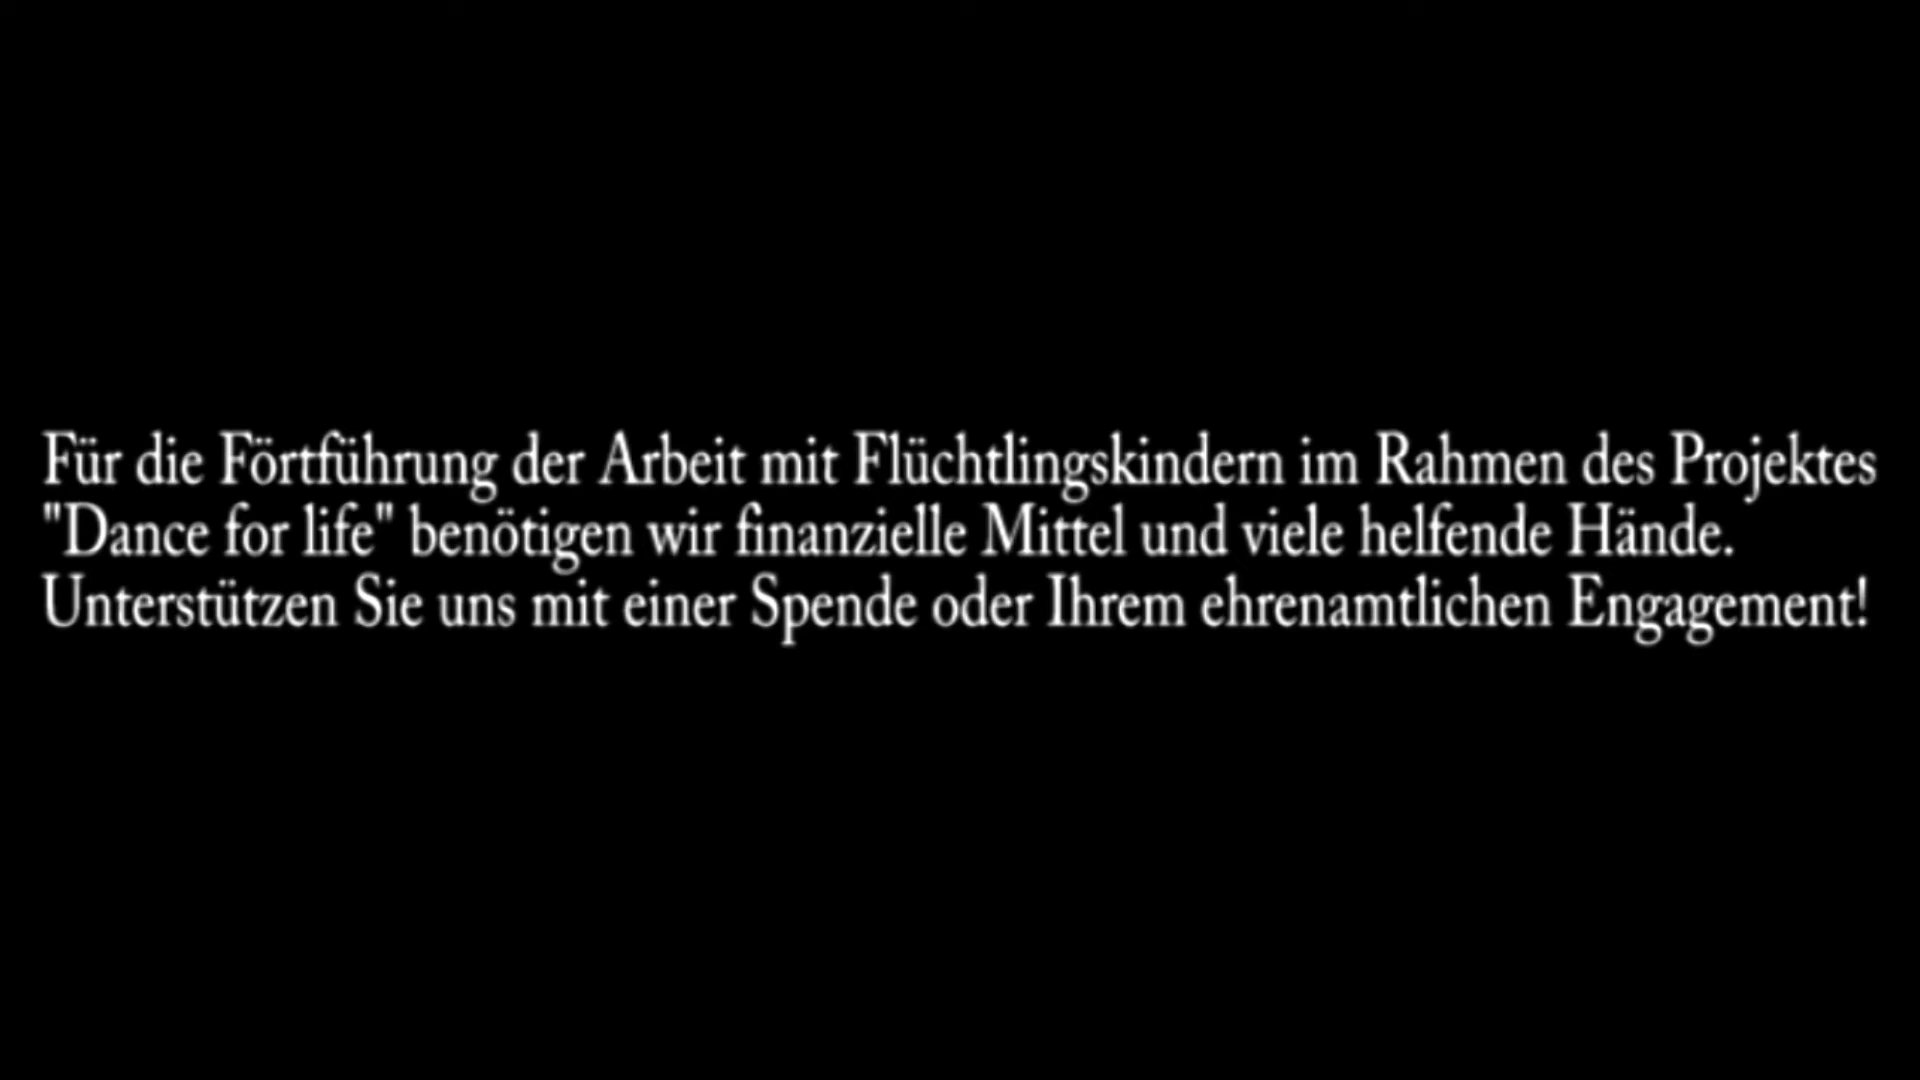 Für die Förtführung der Arbeit mit Flüchtlingskindern im Rahmen des Projektes
"Dance for life" benötigen wir finanzielle Mittel und viele helfende Hände.
Unterstützen Sie uns mit einer Spende oder Ihrem ehrenamtlichen Engagement!